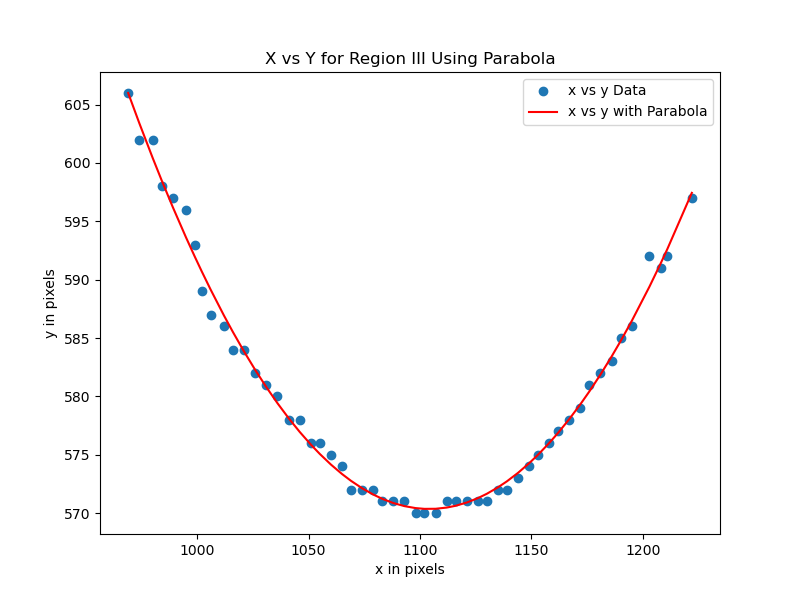 X vs Y for Region III Using Parabola
x vs y Data
x vs y with Parabola
605
600
595
590
585
580
575
570
y in pixels
1000 1050 1100 1150 1200
x in pixels